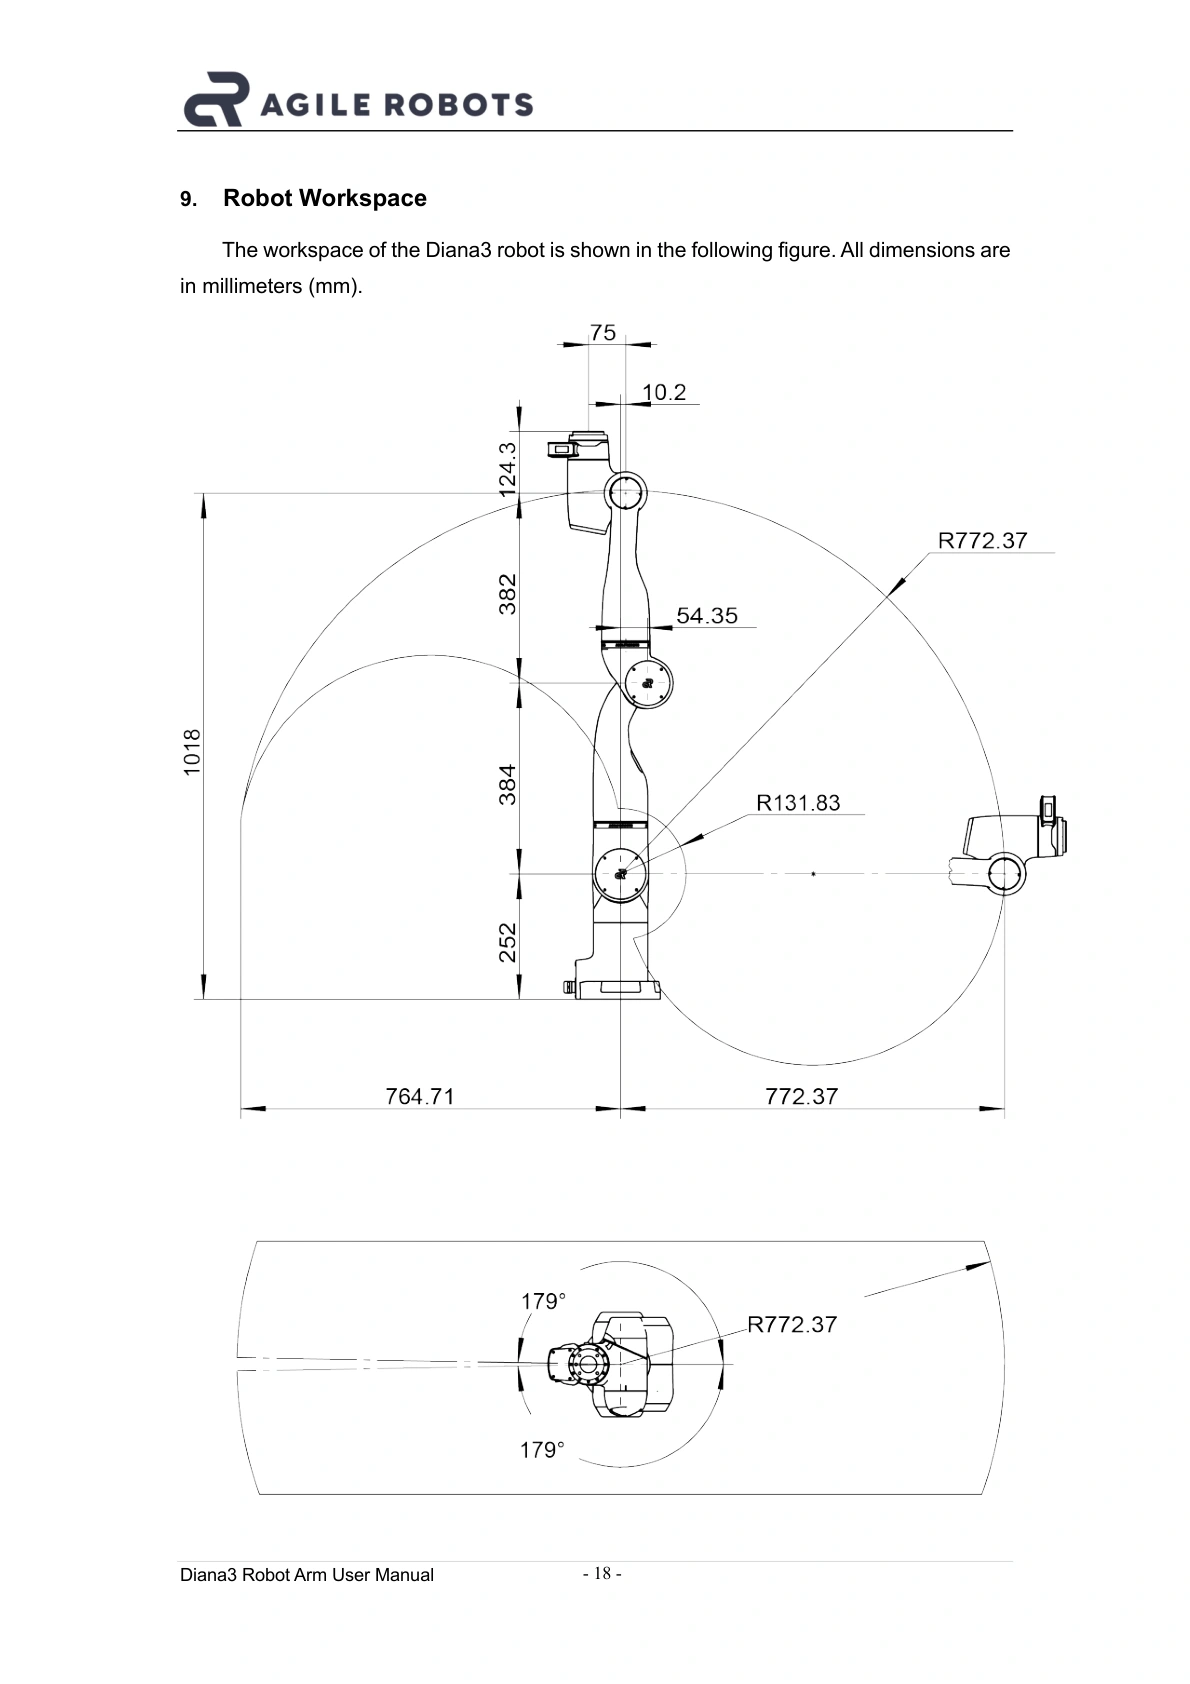 AGILE ROBOTS
9. Robot Workspace
The workspace of the Diana3 robot is shown in the following figure. All dimensions are
in millimeters (mm).
75
10.2
124.3
R772.37
382
54.35
1018
384
R131.83
252
764.71
772.37
179°
R772.37
179°
Diana3 Robot Arm User Manual
- 18 -